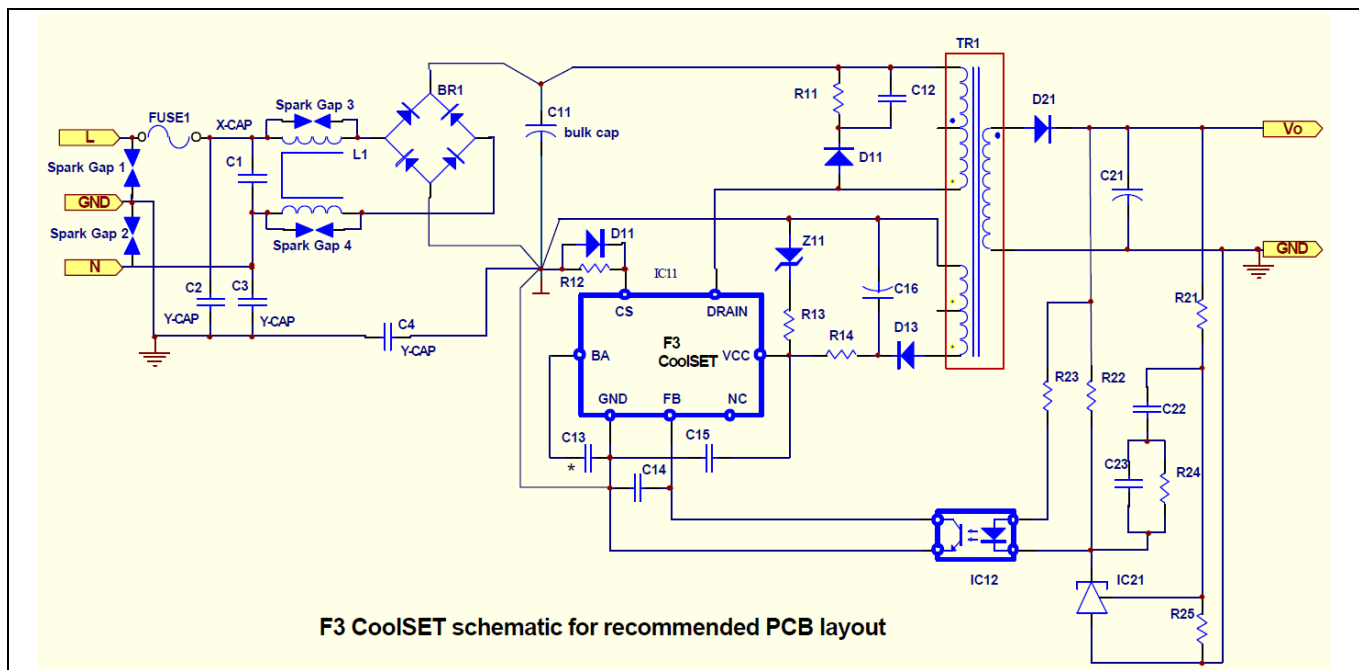 TR1
BR1
Spark Gap 3
R11
C12
C11
FUSE1
D21
bulk cap
X-CAP
L
Vo
L1
C1
D11
Spark Gap 1
C21
GND
Spark Gap 2
Spark Gap 4
D11
Z11
GND
N
IC11
R12
C2
C3
C16
CS
DRAIN
R21
Y-CAP
Y-CAP
C4
R13
D13
F3
R14
Y-CAP
BA
CoolSET
VCC
R23
R22
GND
FB
NC
C22
C13
C15
*
C14
C23
R24
IC12
IC21
R25
F3 CoolSET schematic for recommended PCB layout